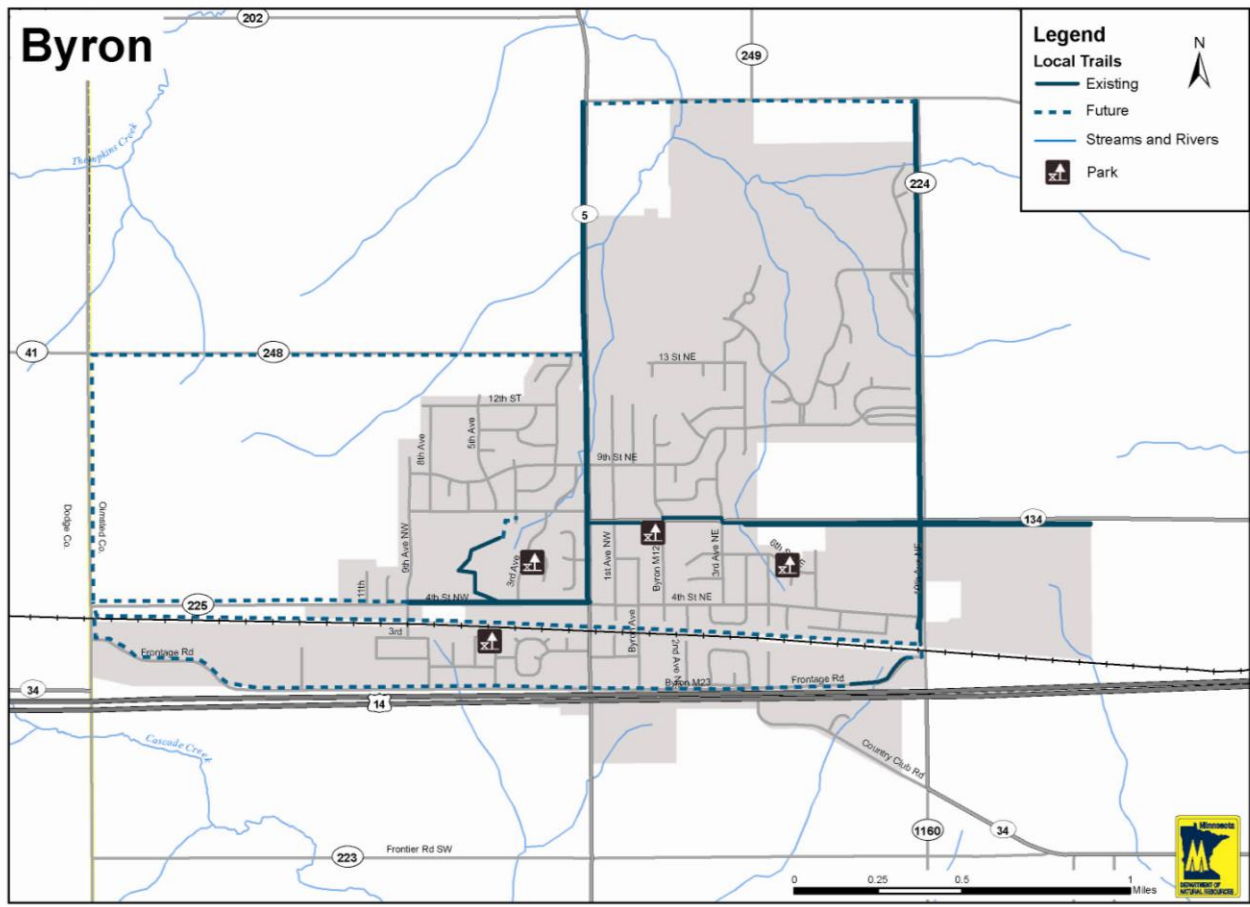 Byron
202
249
Legend
Local Trails
Existing
Future
Streams and Rivers
Park
N
Thompkins Creek
5
224
41
248
13 St NE
12th ST
8th Ave
5th Ave
9th St NE
Dodge Co.
Olmsted Co.
9th Ave NW
3rd Ave
1st Ave NW
Byron M12
3rd Ave NE
134
11th
225
4th St NW
4th St NE
3rd
Byron Ave
2nd Ave
Frontage Rd
Byron M23
Frontage Rd
34
14
Cascade Creek
Country Club Rd
34
1160
223
Frontier Rd SW
0
0.25
0.5
1
Miles
Minnesota
DEPARTMENT OF
NATURAL RESOURCES